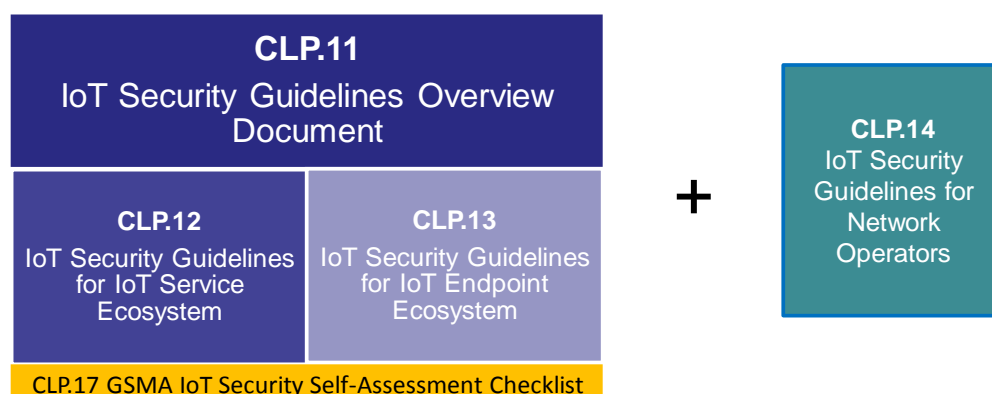 CLP.11
IoT Security Guidelines Overview
Document
CLP.12
IoT Security Guidelines
for IoT Service
Ecosystem
CLP.13
IoT Security Guidelines
for IoT Endpoint
Ecosystem
CLP.17 GSMA IoT Security Self-Assessment Checklist
+
CLP.14
IoT Security
Guidelines for
Network
Operators